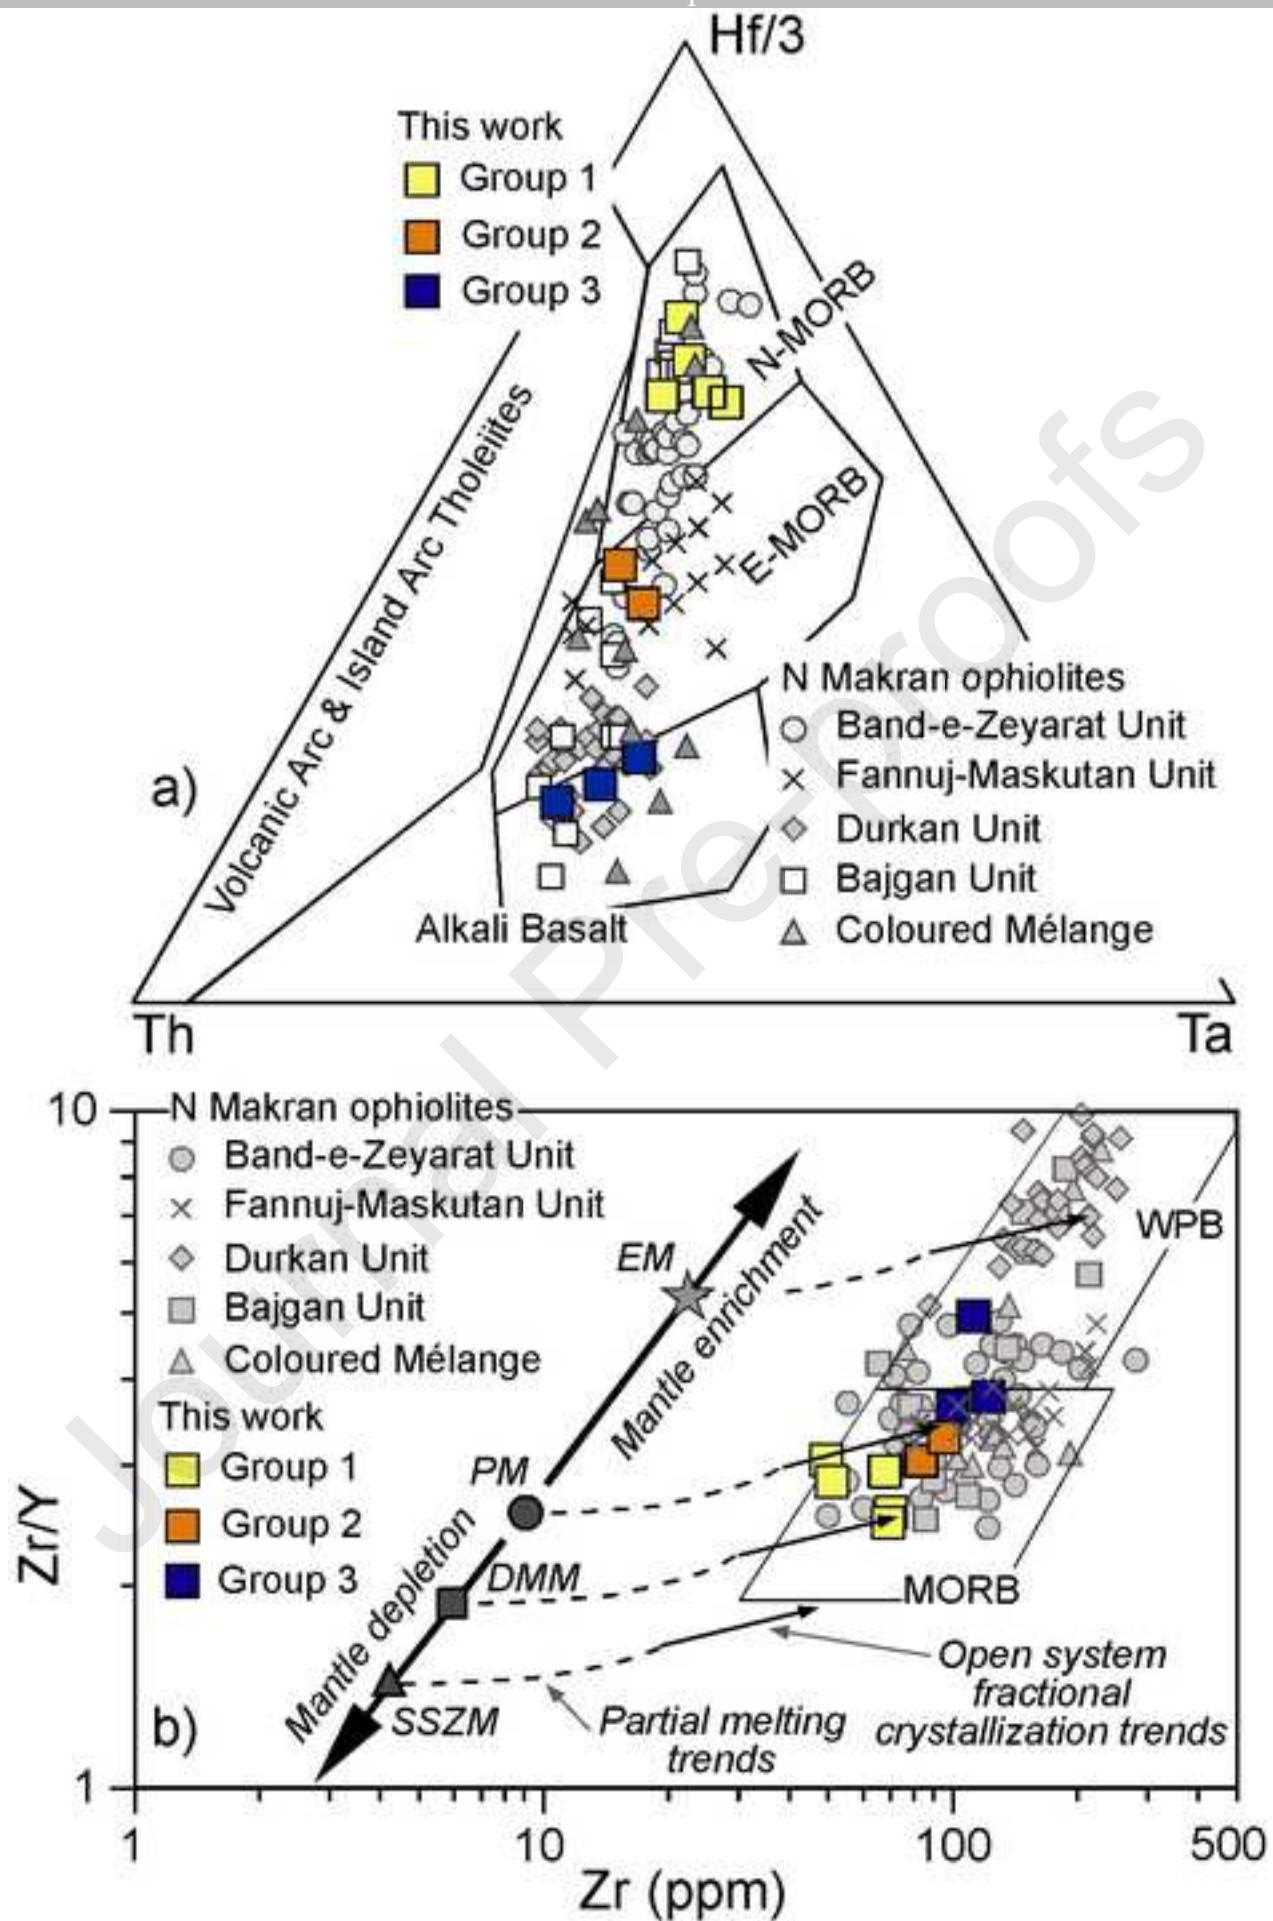 Hf/3
This work
Group 1
Group 2
Group 3
N-MORB
E-MORB
Volcanic Arc & Island Arc Tholeiites
N Makran ophiolites
Band-e-Zeyarat Unit
Fannuj-Maskutan Unit
Durkan Unit
Bajgan Unit
Coloured Mélange
a)
Alkali Basalt
Th
Ta
10
N Makran ophiolites
Band-e-Zeyarat Unit
Fannuj-Maskutan Unit
Durkan Unit
Bajgan Unit
Coloured Mélange
This work
Group 1
Group 2
Group 3
EM
Mantle enrichment
WPB
PM
DMM
Mantle depletion
SSZM
MORB
Open system
fractional
crystallization trends
Partial melting
trends
b)
Zr/Y
1
1
10
100
500
Zr (ppm)
Journal Pre-proofs